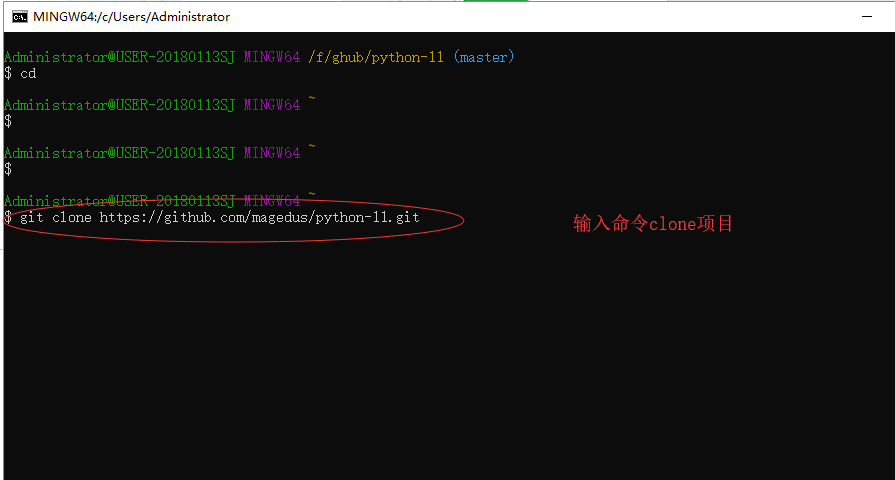 MINGW64:/c/Users/Administrator
Administrator@USER-20180113SJ MINGW64 /f/ghub/python-11 (master)
$ cd
Administrator@USER-20180113SJ MINGW64 ~
$
Administrator@USER-20180113SJ MINGW64 ~
$
Administrator@USER-20180113SJ MINGW64 ~
$ git clone https://github.com/magedus/python-11.git
输入命令clone项目